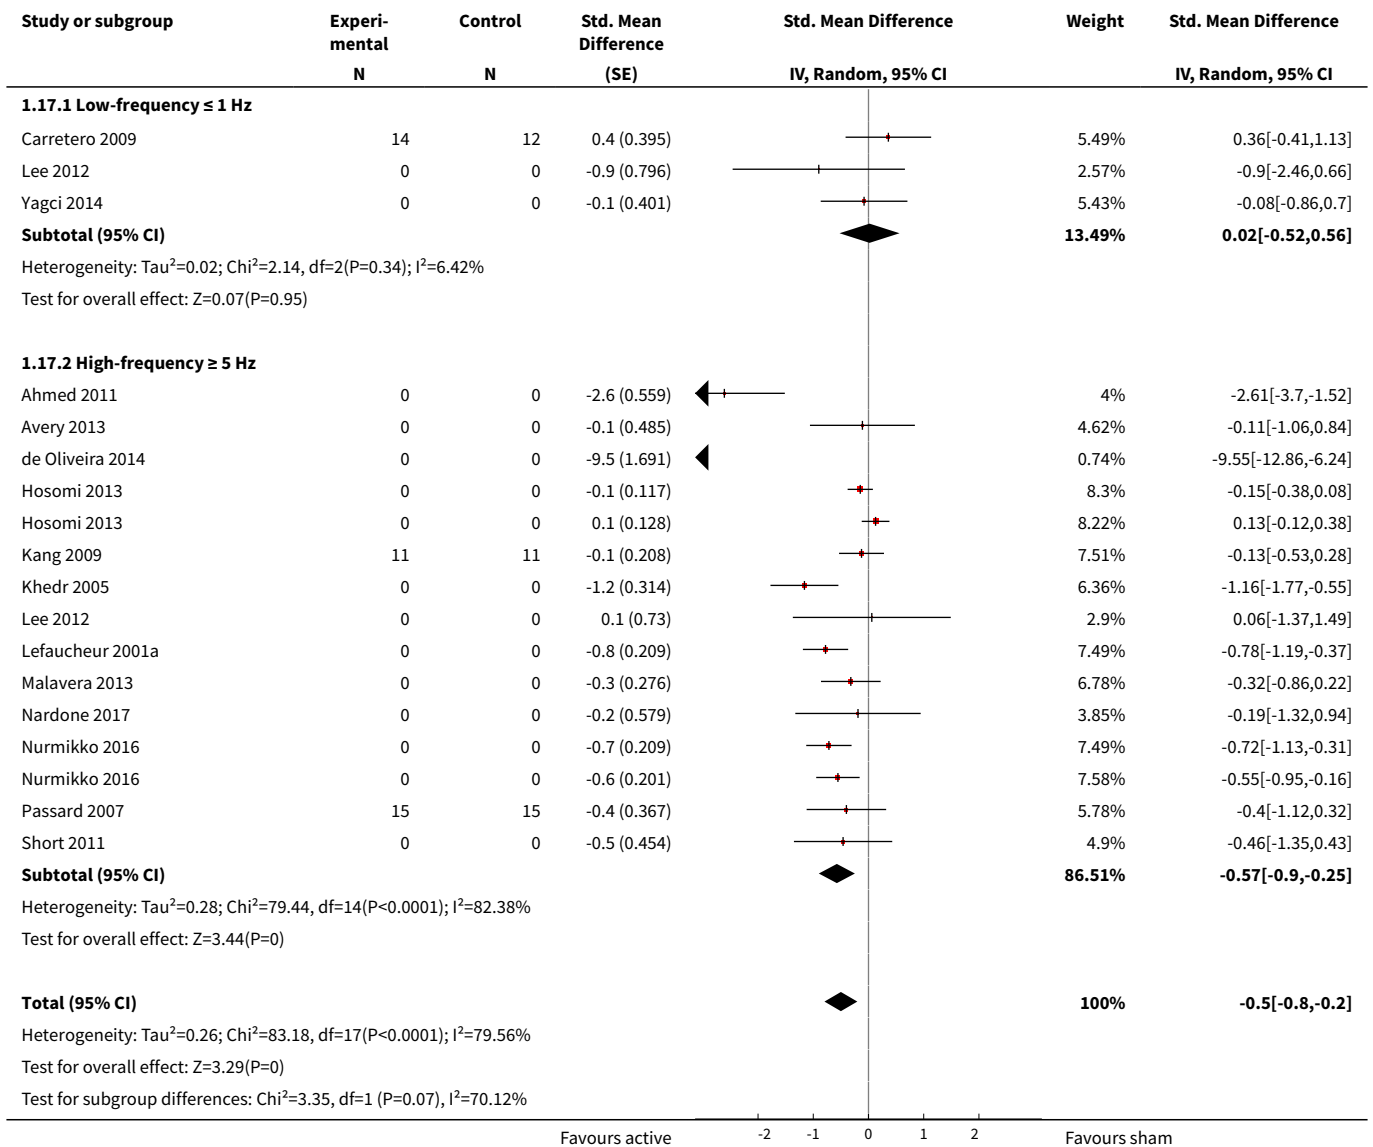 Study or subgroup Experi- Control Std. Mean Std. Mean Difference Weight Std. Mean Difference
mental Difference
N N (SE) IV, Random, 95% CI IV, Random, 95% CI
1.17.1 Low-frequency ≤ 1 Hz
Carretero 2009 14 12 0.4 (0.395) 5.49% 0.36[-0.41,1.13]
Lee 2012 0 0 -0.9 (0.796) 2.57% -0.9[-2.46,0.66]
Yagci 2014 0 0 -0.1 (0.401) 5.43% -0.08[-0.86,0.7]
Subtotal (95% CI) 13.49% 0.02[-0.52,0.56]
Heterogeneity: Tau²=0.02; Chi²=2.14, df=2(P=0.34); I²=6.42%
Test for overall effect: Z=0.07(P=0.95)
1.17.2 High-frequency ≥ 5 Hz
Ahmed 2011 0 0 -2.6 (0.559) 4% -2.61[-3.7,-1.52]
Avery 2013 0 0 -0.1 (0.485) 4.62% -0.11[-1.06,0.84]
de Oliveira 2014 0 0 -9.5 (1.691) 0.74% -9.55[-12.86,-6.24]
Hosomi 2013 0 0 -0.1 (0.117) 8.3% -0.15[-0.38,0.08]
Hosomi 2013 0 0 0.1 (0.128) 8.22% 0.13[-0.12,0.38]
Kang 2009 11 11 -0.1 (0.208) 7.51% -0.13[-0.53,0.28]
Khedr 2005 0 0 -1.2 (0.314) 6.36% -1.16[-1.77,-0.55]
Lee 2012 0 0 0.1 (0.73) 2.9% 0.06[-1.37,1.49]
Lefaucheur 2001a 0 0 -0.8 (0.209) 7.49% -0.78[-1.19,-0.37]
Malavera 2013 0 0 -0.3 (0.276) 6.78% -0.32[-0.86,0.22]
Nardone 2017 0 0 -0.2 (0.579) 3.85% -0.19[-1.32,0.94]
Nurmikko 2016 0 0 -0.7 (0.209) 7.49% -0.72[-1.13,-0.31]
Nurmikko 2016 0 0 -0.6 (0.201) 7.58% -0.55[-0.95,-0.16]
Passard 2007 15 15 -0.4 (0.367) 5.78% -0.4[-1.12,0.32]
Short 2011 0 0 -0.5 (0.454) 4.9% -0.46[-1.35,0.43]
Subtotal (95% CI) 86.51% -0.57[-0.9,-0.25]
Heterogeneity: Tau²=0.28; Chi²=79.44, df=14(P<0.0001); I²=82.38%
Test for overall effect: Z=3.44(P=0)
Total (95% CI) 100% -0.5[-0.8,-0.2]
Heterogeneity: Tau²=0.26; Chi²=83.18, df=17(P<0.0001); I²=79.56%
Test for overall effect: Z=3.29(P=0)
Test for subgroup differences: Chi²=3.35, df=1 (P=0.07), I²=70.12%
Favours active -2 -1 0 1 2 Favours sham